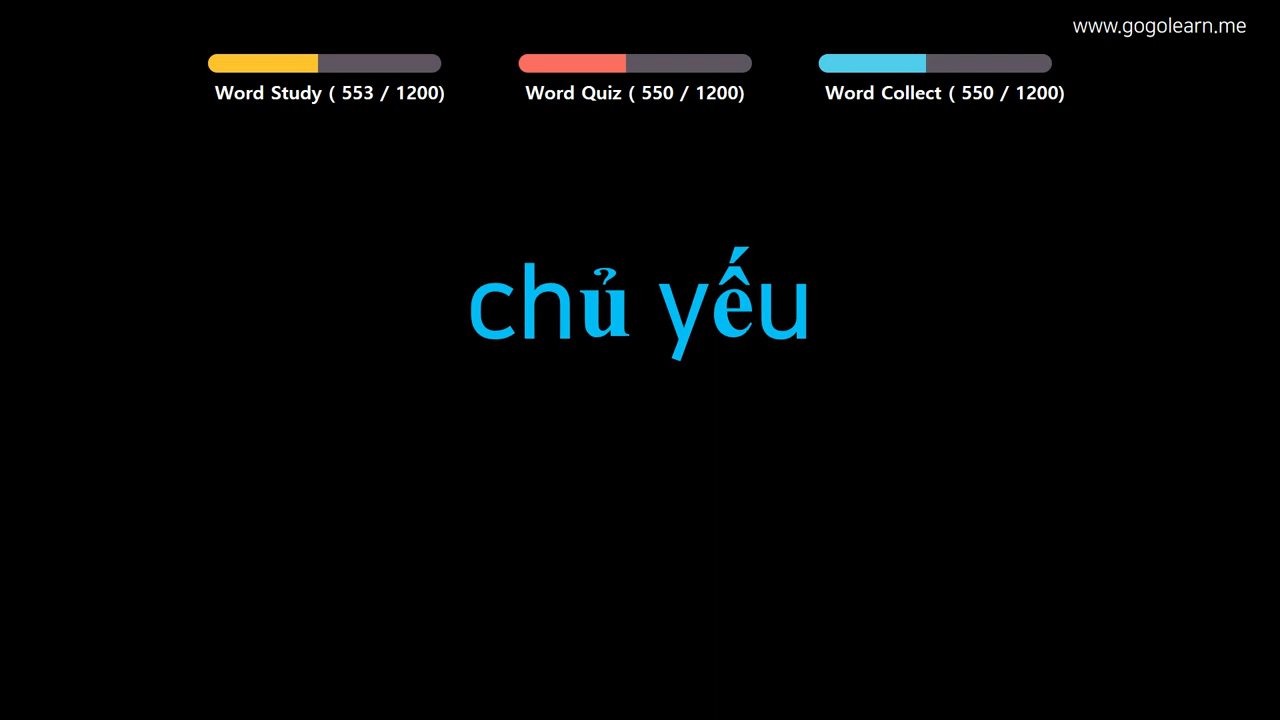 www.gogolearn.me
Word Study ( 553 / 1200)
Word Quiz ( 550 / 1200)
Word Collect ( 550 / 1200)
chủ yếu